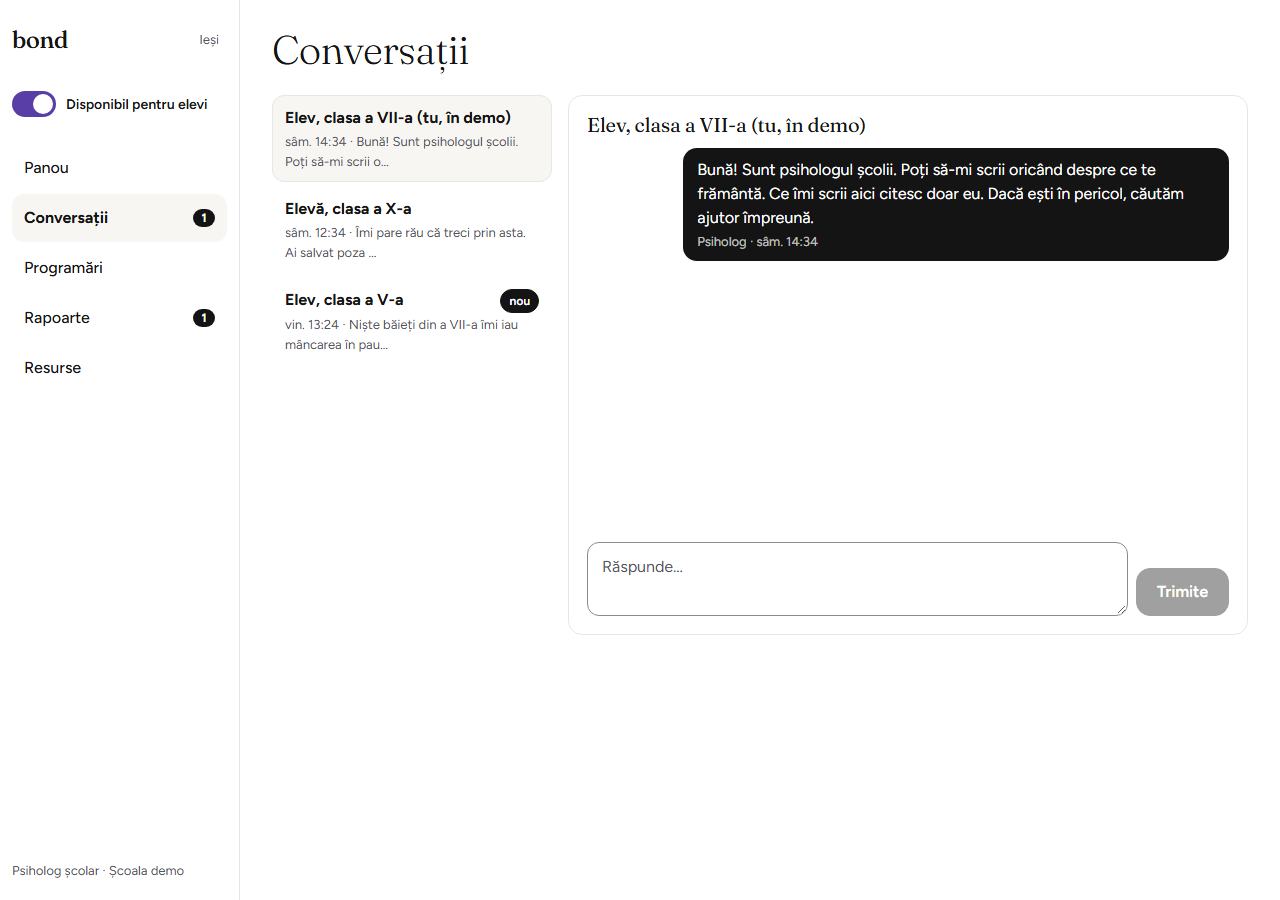 bond
Ieși
Disponibil pentru elevi
Panou
Conversații
1
Programări
Rapoarte
1
Resurse
Psiholog școlar · Școala demo
Conversații
Elev, clasa a VII-a (tu, în demo)
sâm. 14:34 · Bună! Sunt psihologul școlii.
Poți să-mi scrii o...
Elevă, clasa a X-a
sâm. 12:34 · Îmi pare rău că treci prin asta.
Ai salvat poza ...
Elev, clasa a V-a
nou
vin. 13:24 · Niște băieți din a VII-a îmi iau
mâncarea în pau...
Elev, clasa a VII-a (tu, în demo)
Bună! Sunt psihologul școlii. Poți să-mi scrii oricând despre ce te
frământă. Ce îmi scrii aici citesc doar eu. Dacă ești în pericol, căutăm
ajutor împreună.
Psiholog · sâm. 14:34
Răspunde...
Trimite